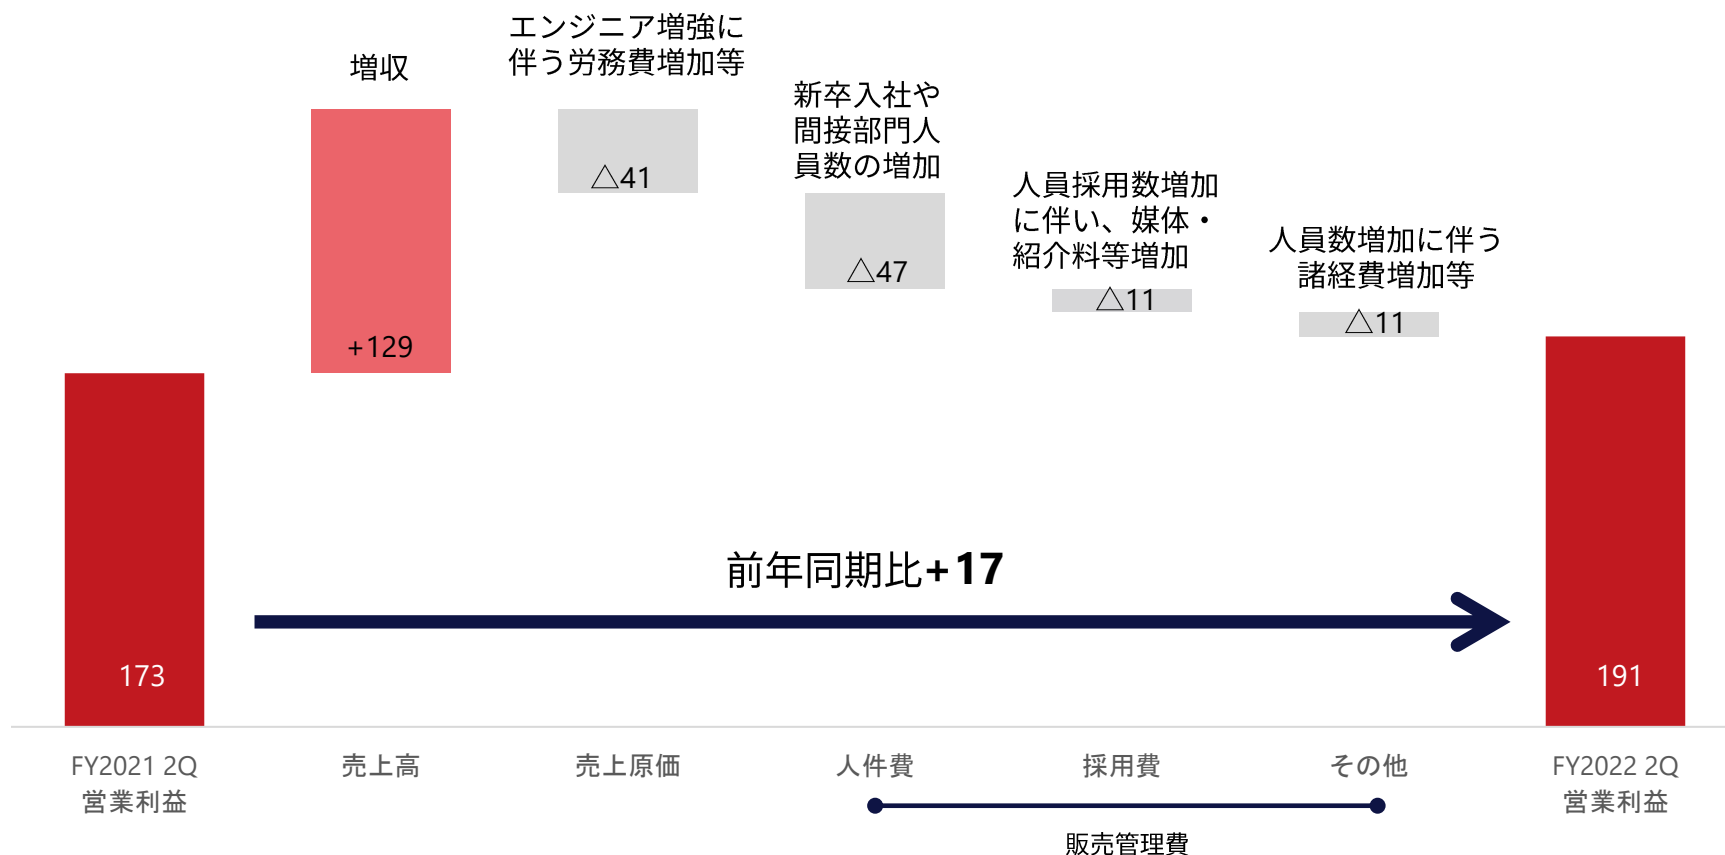 増収
+129
エンジニア増強に
伴う労務費増加等
△41
新卒入社や
間接部門人
員数の増加
△47
人員採用数増加
に伴い、媒体・
紹介料等増加
△11
人員数増加に伴う
諸経費増加等
△11
前年同期比+17
173
191
FY2021 2Q
営業利益
売上高
売上原価
人件費
採用費
その他
FY2022 2Q
営業利益
販売管理費